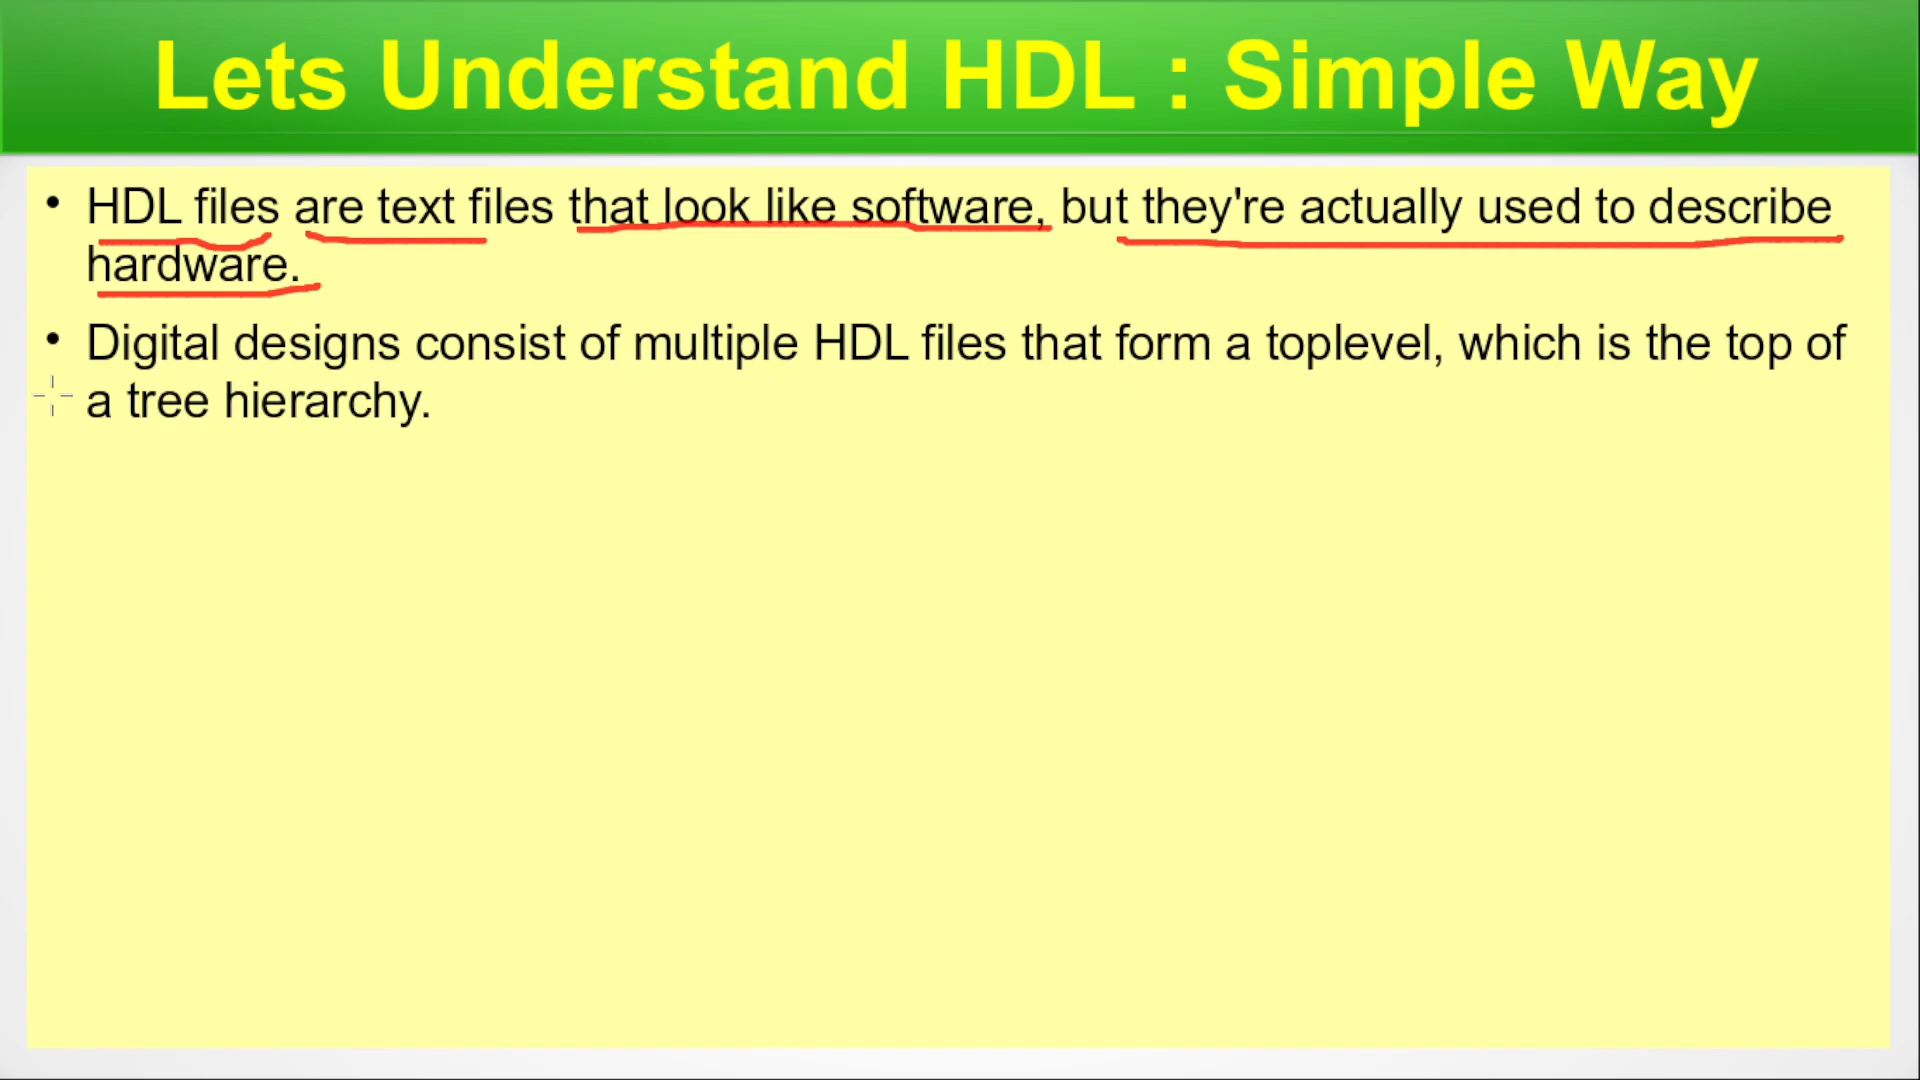 Lets Understand HDL : Simple Way
• HDL files are text files that look like software, but they're actually used to describe
hardware.
• Digital designs consist of multiple HDL files that form a toplevel, which is the top of
a tree hierarchy.